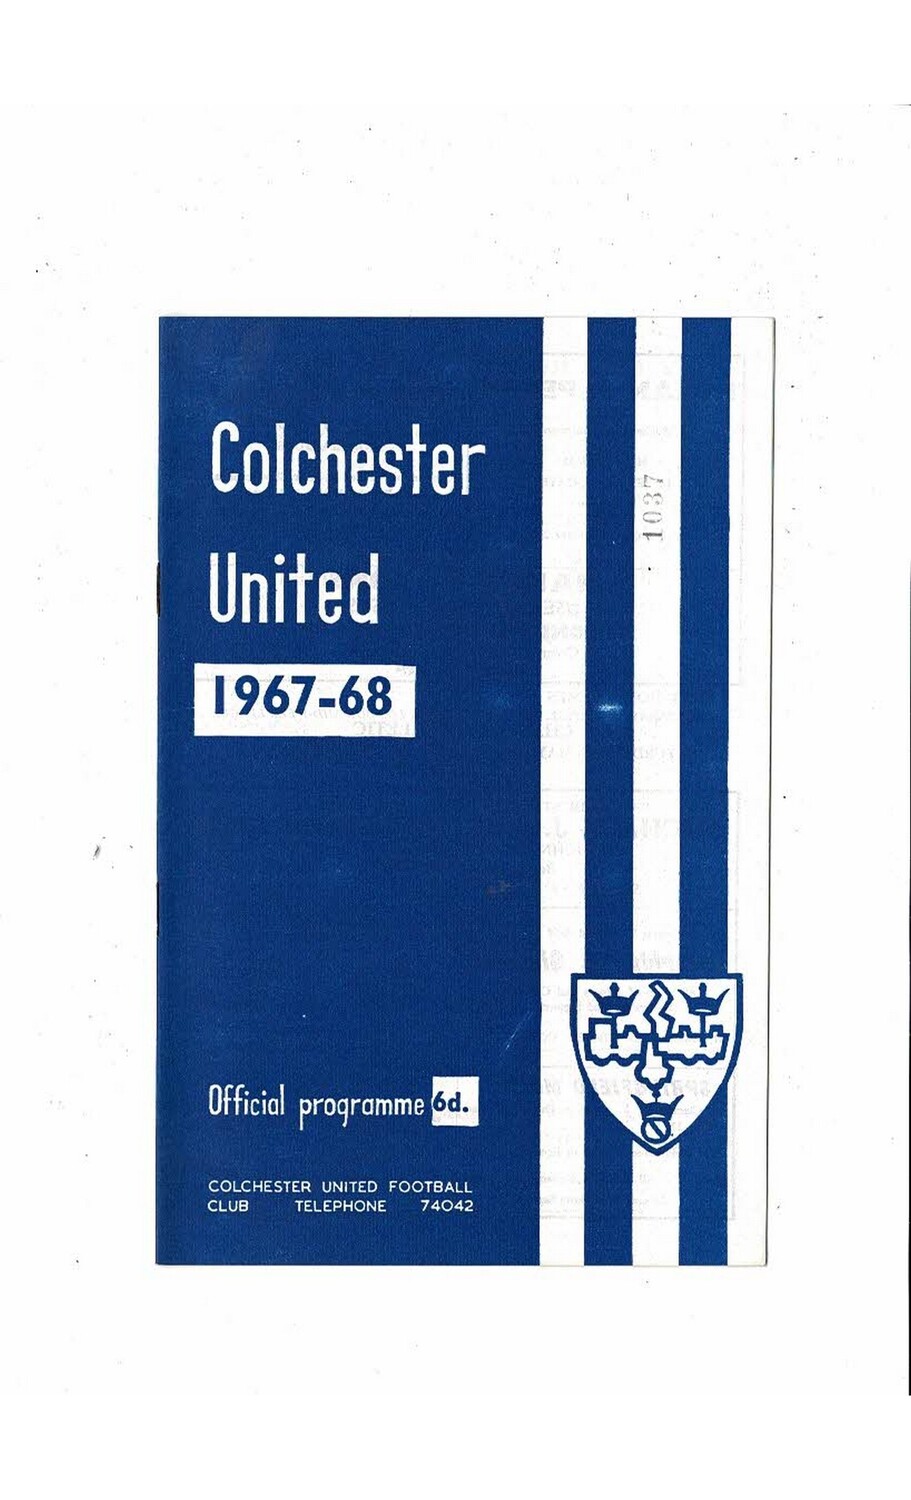 Colchester
United
1967-68
1037
Official programme 6d.
COLCHESTER UNITED FOOTBALL
CLUB TELEPHONE 74042